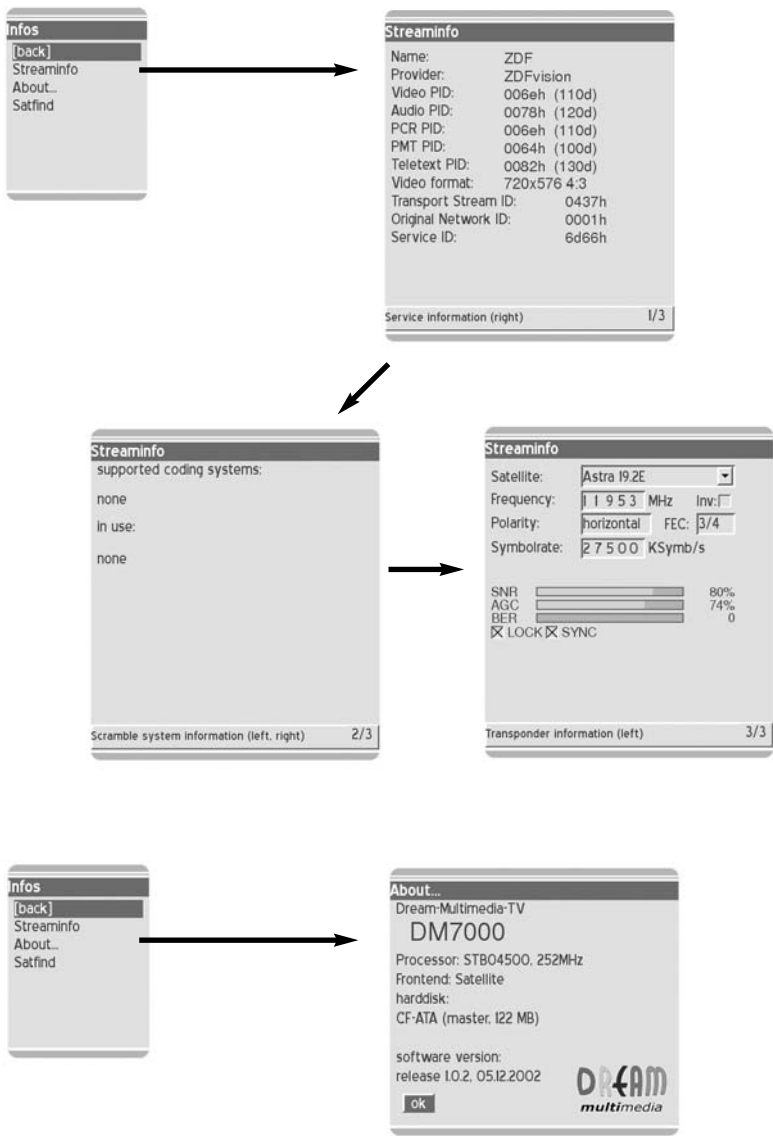 Infos
[back]
Streaminfo
About...
Satfind
Streaminfo
Name: ZDF
Provider: ZDFvision
Video PID: 006eh (110d)
Audio PID: 0078h (120d)
PCR PID: 006eh (110d)
PMT PID: 0064h (100d)
Teletext PID: 0082h (130d)
Video format: 720x576 4:3
Transport Stream ID: 0437h
Original Network ID: 0001h
Service ID: 6d66h
Service information (right) 1/3
Streaminfo
supported coding systems:
none
in use:
none
Scramble system information (left, right) 2/3
Streaminfo
Satellite: Astra 19.2E
Frequency: 11953 MHz Inv:
Polarity: horizontal FEC: 3/4
Symbolrate: 27500 KSymb/s
SNR 80%
AGC 74%
BER 0
LOCK SYNC
Transponder information (left) 3/3
Infos
[back]
Streaminfo
About...
Satfind
About...
Dream-Multimedia-TV
DM7000
Processor: STB04500, 252MHz
Frontend: Satellite
harddisk:
CF-ATA (master, 122 MB)
software version:
release 1.0.2, 05.12.2002
ok
DREAM
multimedia